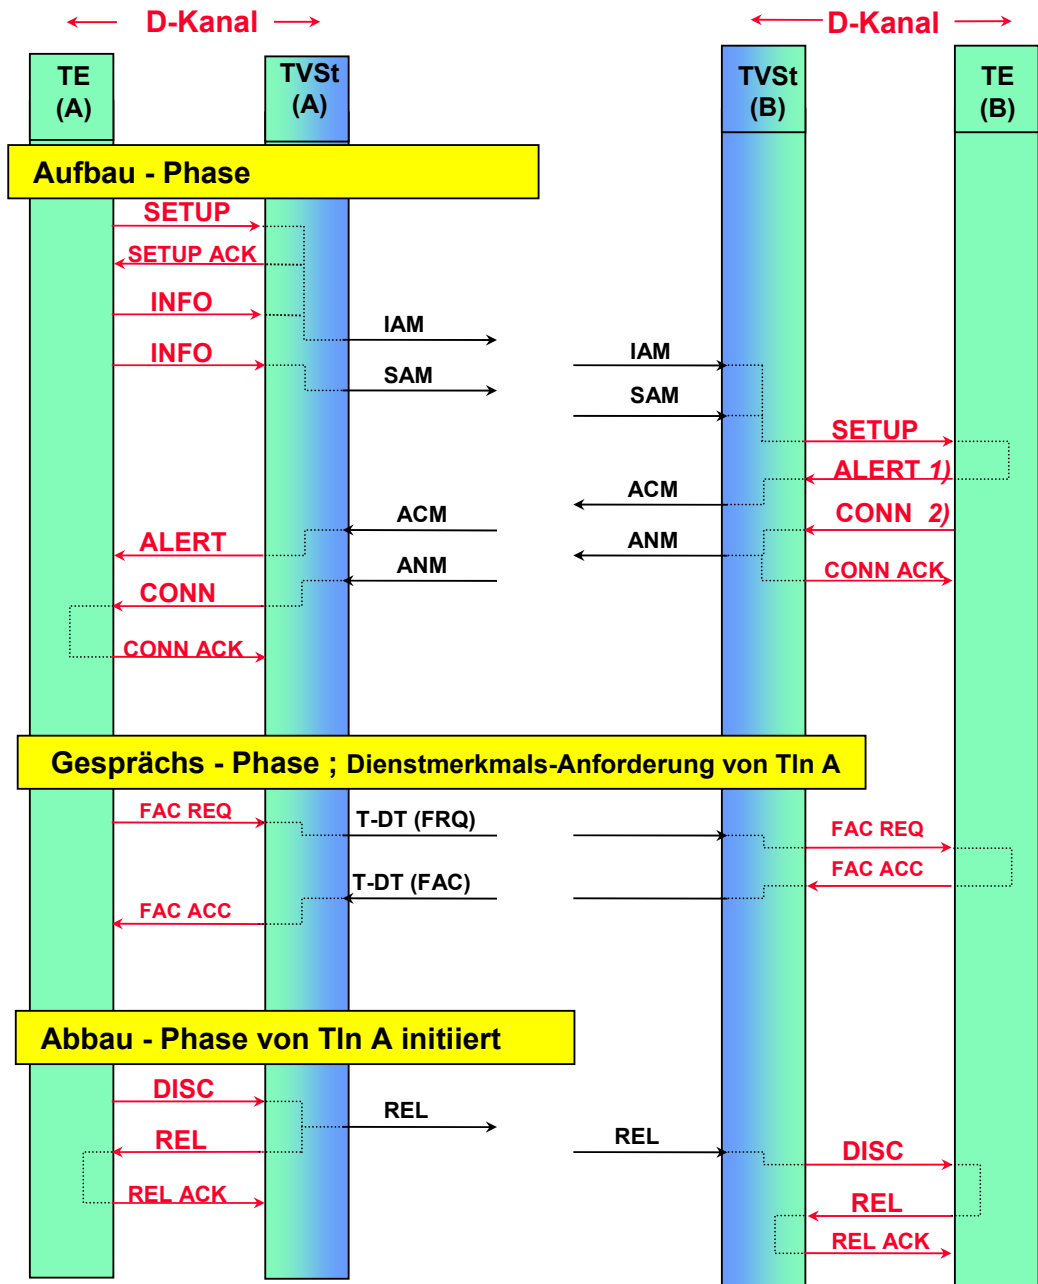 D-Kanal
D-Kanal
TE
(A)
TVSt
(A)
TVSt
(B)
TE
(B)
Aufbau - Phase
SETUP
SETUP ACK
INFO
IAM
INFO
IAM
SAM
SAM
SETUP
ALERT 1)
ACM
ACM
CONN 2)
ALERT
ANM
ANM
CONN ACK
CONN
CONN ACK
Gesprächs - Phase ; Dienstmerkmals-Anforderung von Tln A
FAC REQ
T-DT (FRQ)
FAC REQ
T-DT (FAC)
FAC ACC
FAC ACC
Abbau - Phase von Tln A initiiert
DISC
REL
REL
REL
DISC
REL ACK
REL
REL ACK